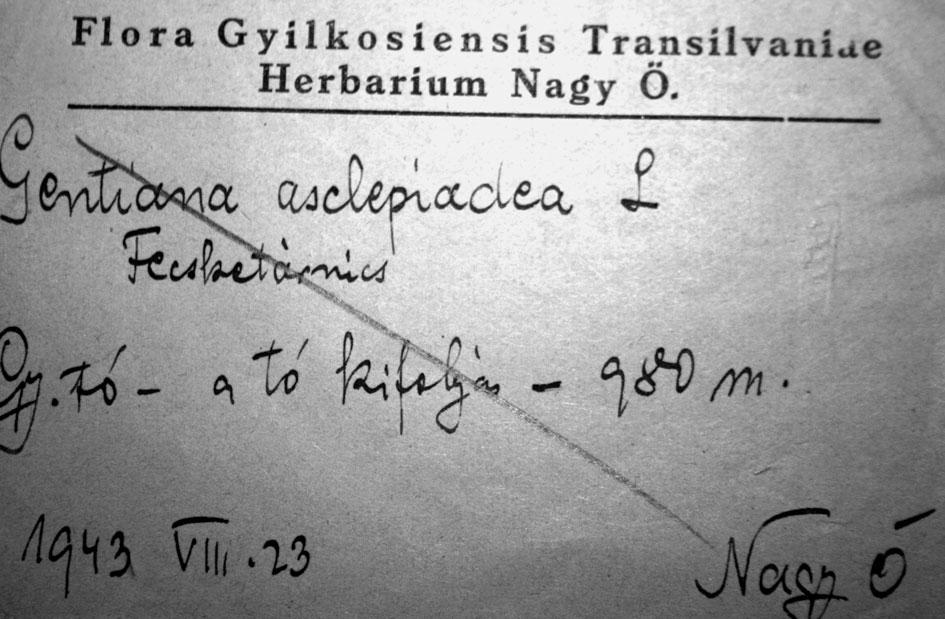 Flora Gyilkosiensis Transilvaniae
Herbarium Nagy Ö.
Gentiana asclepiadea L
Fecsketárnics
Gy. tó - a tó kifolyás - 980 m.
1943 VIII. 23
Nagy Ö